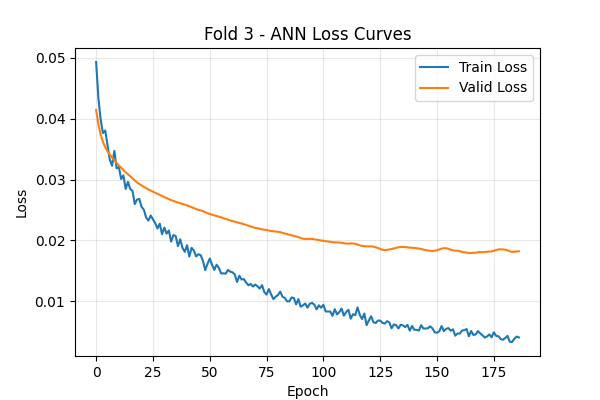 Fold 3 - ANN Loss Curves
Train Loss
Valid Loss
0.05
0.04
0.03
0.02
0.01
Loss
0 25 50 75 100 125 150 175
Epoch